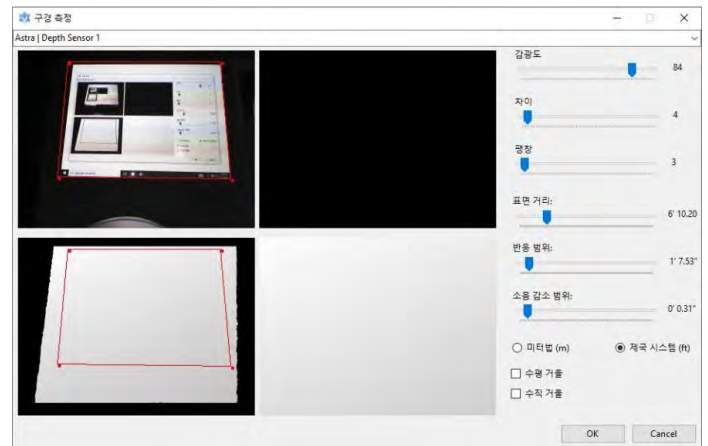 구경 측정
Astra | Depth Sensor 1
감광도
84
차이
4
팽창
3
표면 거리:
6' 10.20
반응 범위:
1' 7.53"
소음 감소 범위:
0' 0.31"
미터법 (m)
제국 시스템 (ft)
수평 거울
수직 거울
OK
Cancel